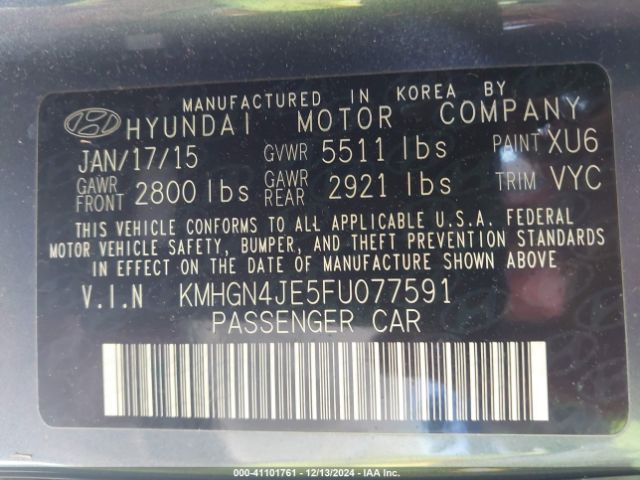 MANUFACTURED IN KOREA BY
HYUNDAI MOTOR COMPANY
JAN/17/15 GVWR 5511 lbs PAINT XU6
GAWR FRONT 2800 lbs GAWR REAR 2921 lbs TRIM VYC
THIS VEHICLE CONFORMS TO ALL APPLICABLE U.S.A. FEDERAL
MOTOR VEHICLE SAFETY, BUMPER, AND THEFT PREVENTION STANDARDS
IN EFFECT ON THE DATE OF MANUFACTURE SHOWN ABOVE
V.I.N KMHGN4JE5FU077591
PASSENGER CAR
000-41101761 - 12/13/2024 - IAA Inc.